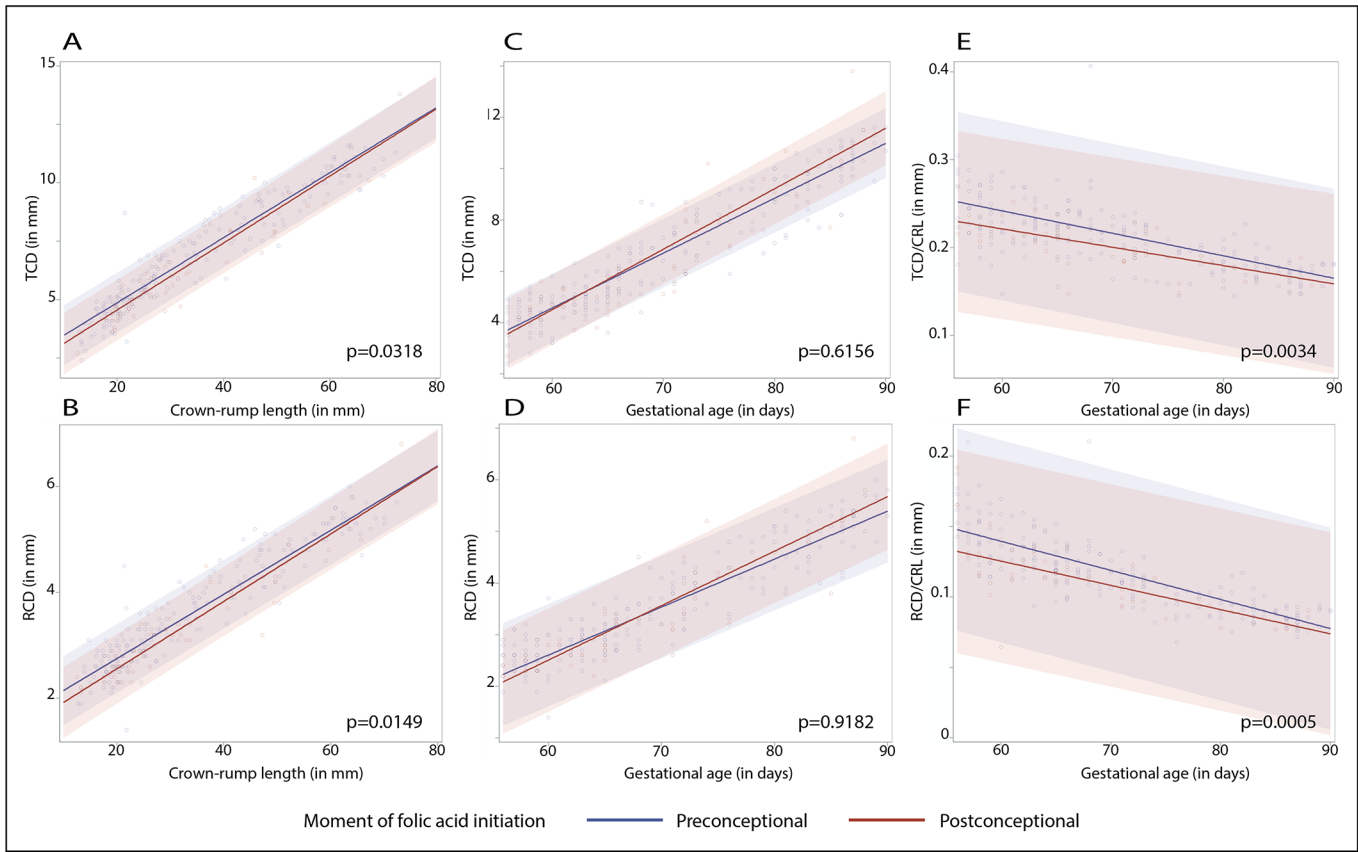 A
15
10
5
TCD (in mm)
p=0.0318
20 40 60 80
Crown-rump length (in mm)
C
12
8
4
TCD (in mm)
p=0.6156
60 70 80 90
Gestational age (in days)
E
0.4
0.3
0.2
0.1
TCD/CRL (in mm)
p=0.0034
60 70 80 90
Gestational age (in days)
B
6
4
2
RCD (in mm)
p=0.0149
20 40 60 80
Crown-rump length (in mm)
D
6
4
2
RCD (in mm)
p=0.9182
60 70 80 90
Gestational age (in days)
F
0.2
0.1
0
RCD/CRL (in mm)
p=0.0005
60 70 80 90
Gestational age (in days)
Moment of folic acid initiation Preconceptional Postconceptional